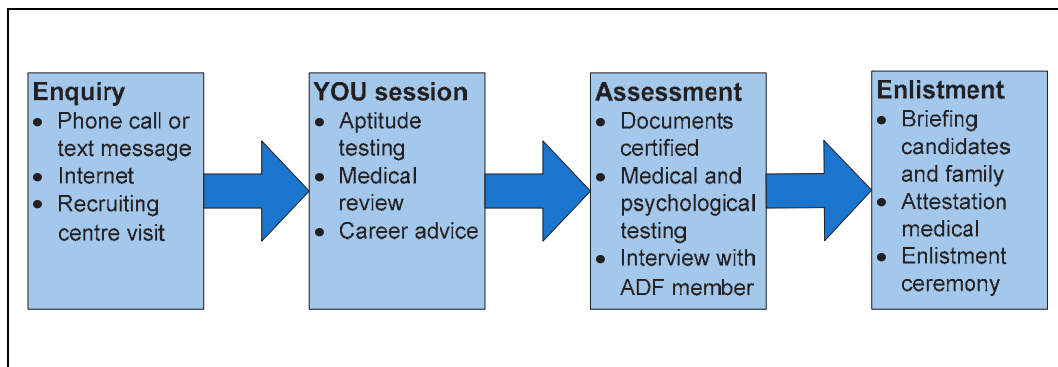 Enquiry
• Phone call or
text message
• Internet
• Recruiting
centre visit
YOU session
• Aptitude
testing
• Medical
review
• Career advice
Assessment
• Documents
certified
• Medical and
psychological
testing
• Interview with
ADF member
Enlistment
• Briefing
candidates
and family
• Attestation
medical
• Enlistment
ceremony